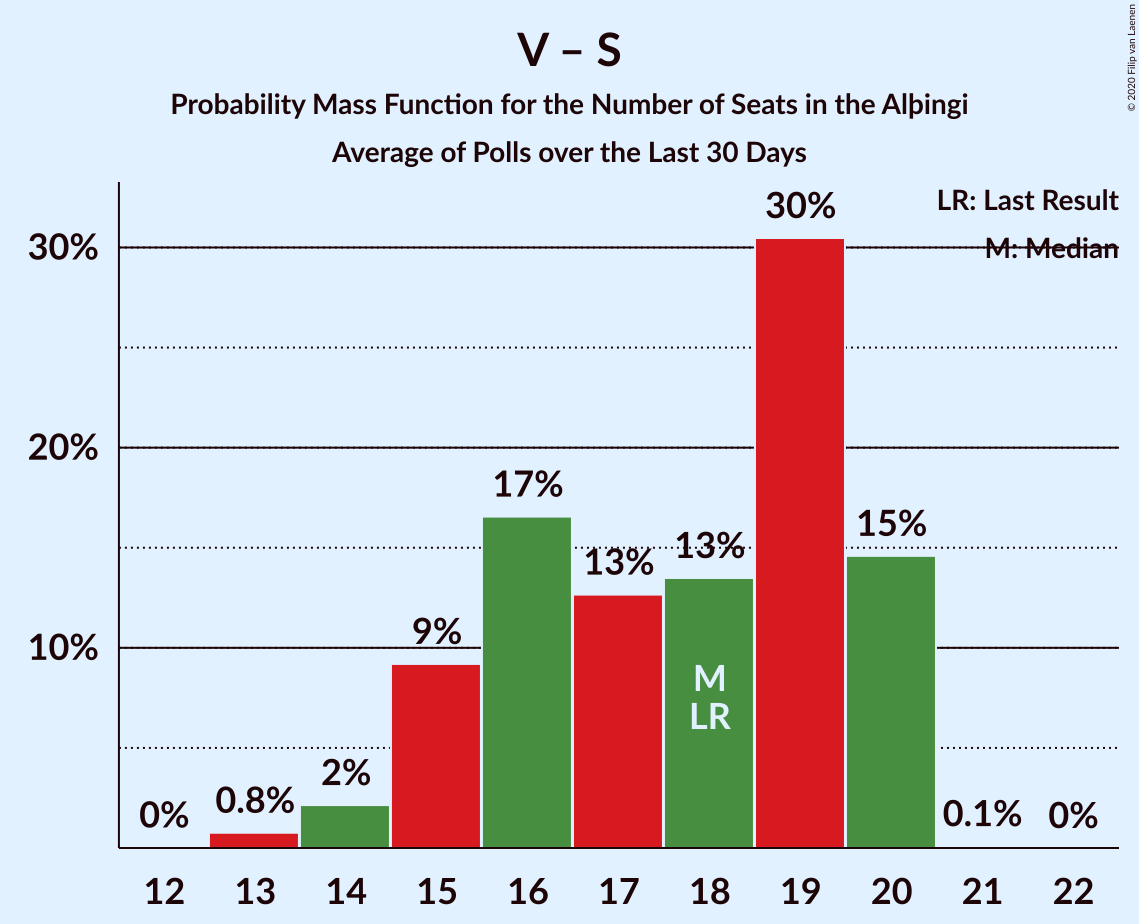 © 2020 Filip van Laenen
V – S
Probability Mass Function for the Number of Seats in the Alþingi
Average of Polls over the Last 30 Days
LR: Last Result
M: Median
30%
20%
10%
0%
0.8%
2%
9%
17%
13%
13%
30%
15%
0.1%
0%
M
LR
12 13 14 15 16 17 18 19 20 21 22